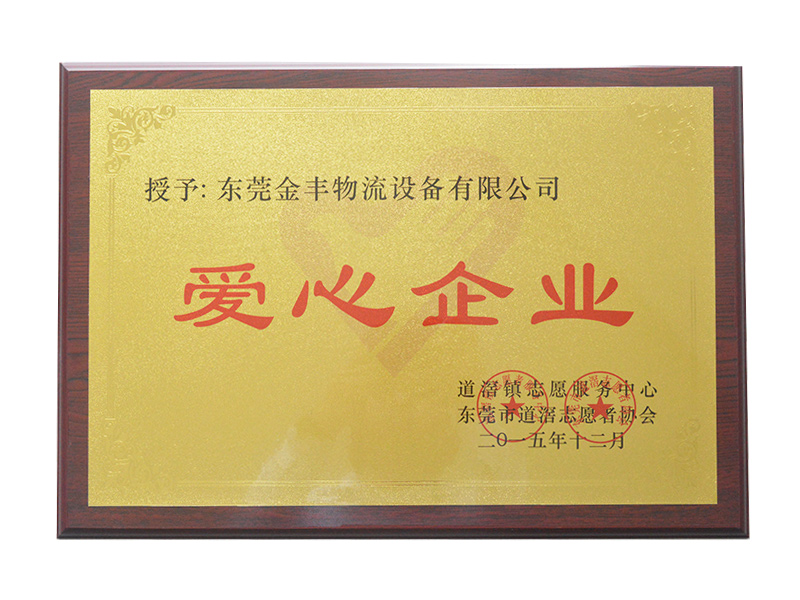 授予: 东莞金丰物流设备有限公司
爱心企业
道滘镇志愿服务中心
东莞市道滘志愿者协会
二〇一五年十二月